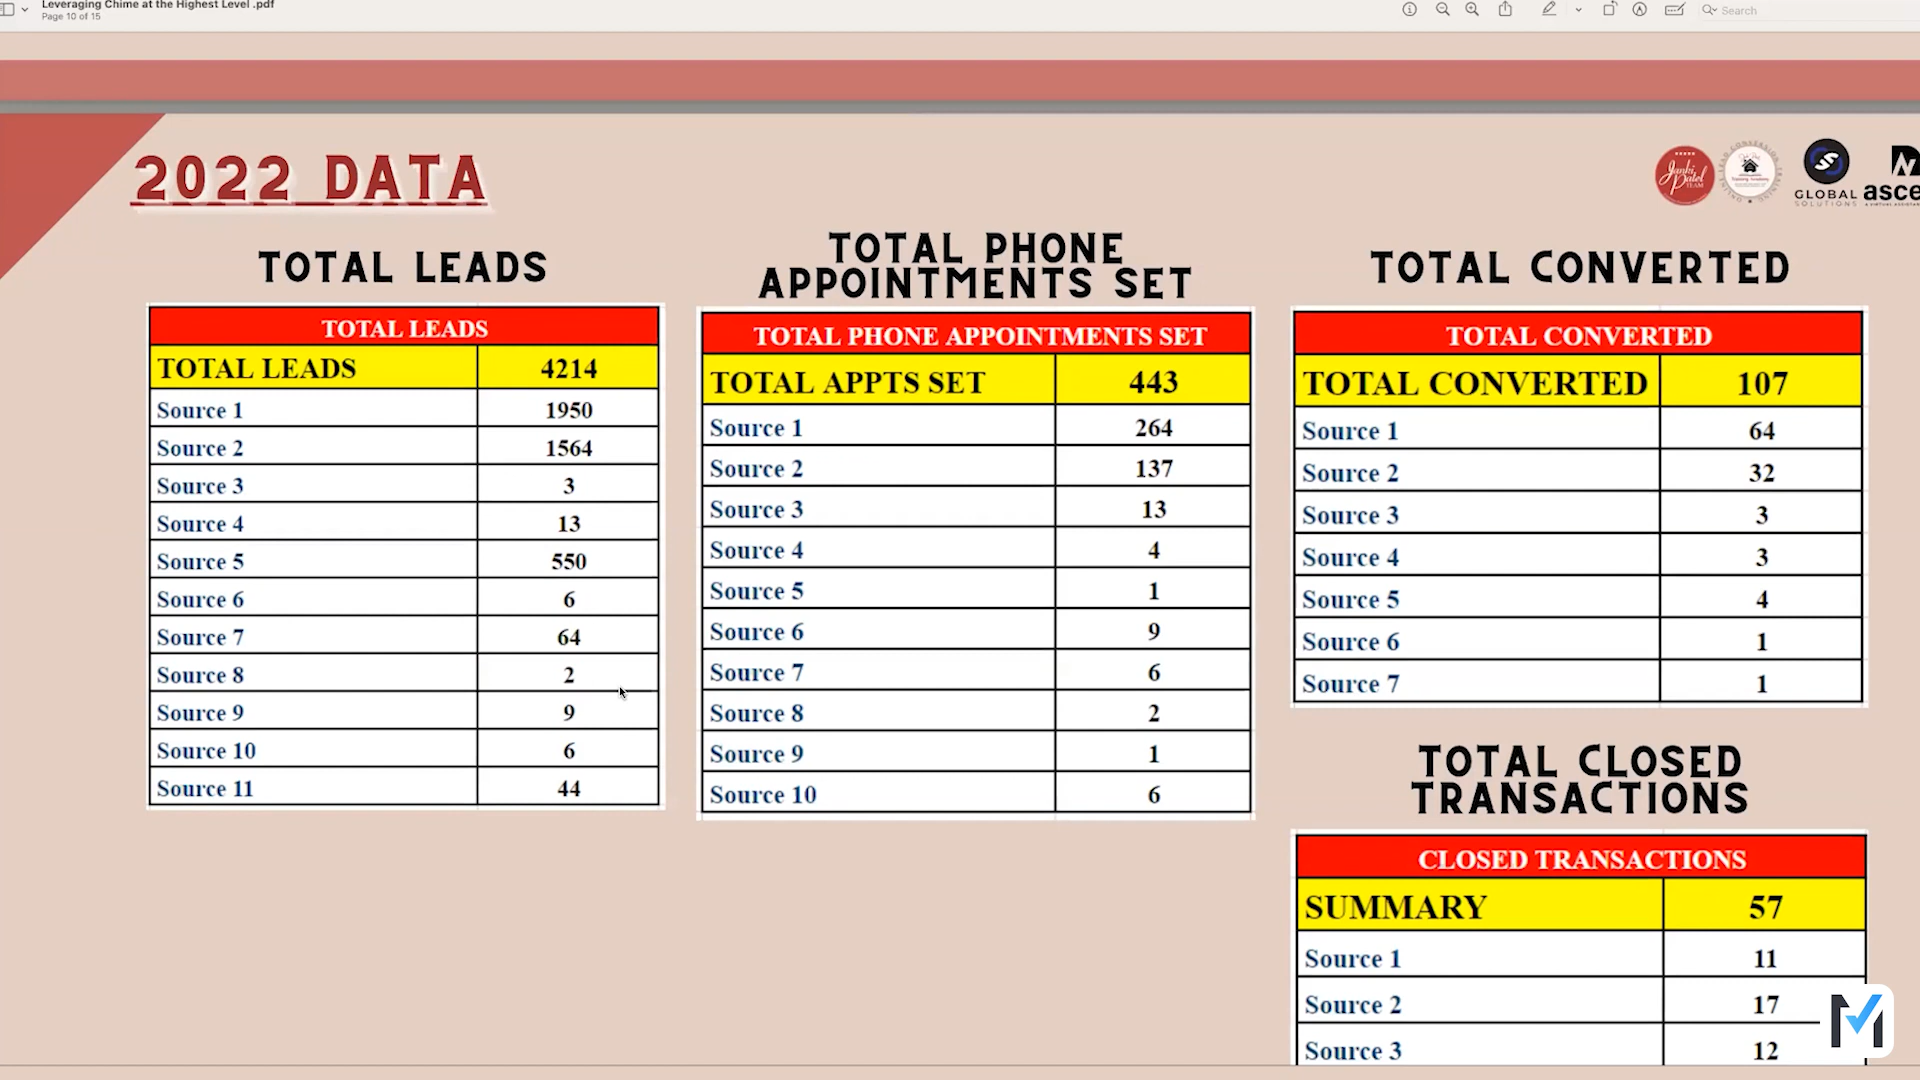 Leveraging Chime at the Highest Level .pdf
Page 10 of 15
Search
2022 DATA
Janki
Patel
TEAM
GLOBAL
SOLUTIONS
asce
TOTAL LEADS
TOTAL LEADS
TOTAL LEADS 4214
Source 1 1950
Source 2 1564
Source 3 3
Source 4 13
Source 5 550
Source 6 6
Source 7 64
Source 8 2
Source 9 9
Source 10 6
Source 11 44
TOTAL PHONE
APPOINTMENTS SET
TOTAL PHONE APPOINTMENTS SET
TOTAL APPTS SET 443
Source 1 264
Source 2 137
Source 3 13
Source 4 4
Source 5 1
Source 6 9
Source 7 6
Source 8 2
Source 9 1
Source 10 6
TOTAL CONVERTED
TOTAL CONVERTED
TOTAL CONVERTED 107
Source 1 64
Source 2 32
Source 3 3
Source 4 3
Source 5 4
Source 6 1
Source 7 1
TOTAL CLOSED
TRANSACTIONS
CLOSED TRANSACTIONS
SUMMARY 57
Source 1 11
Source 2 17
Source 3 12